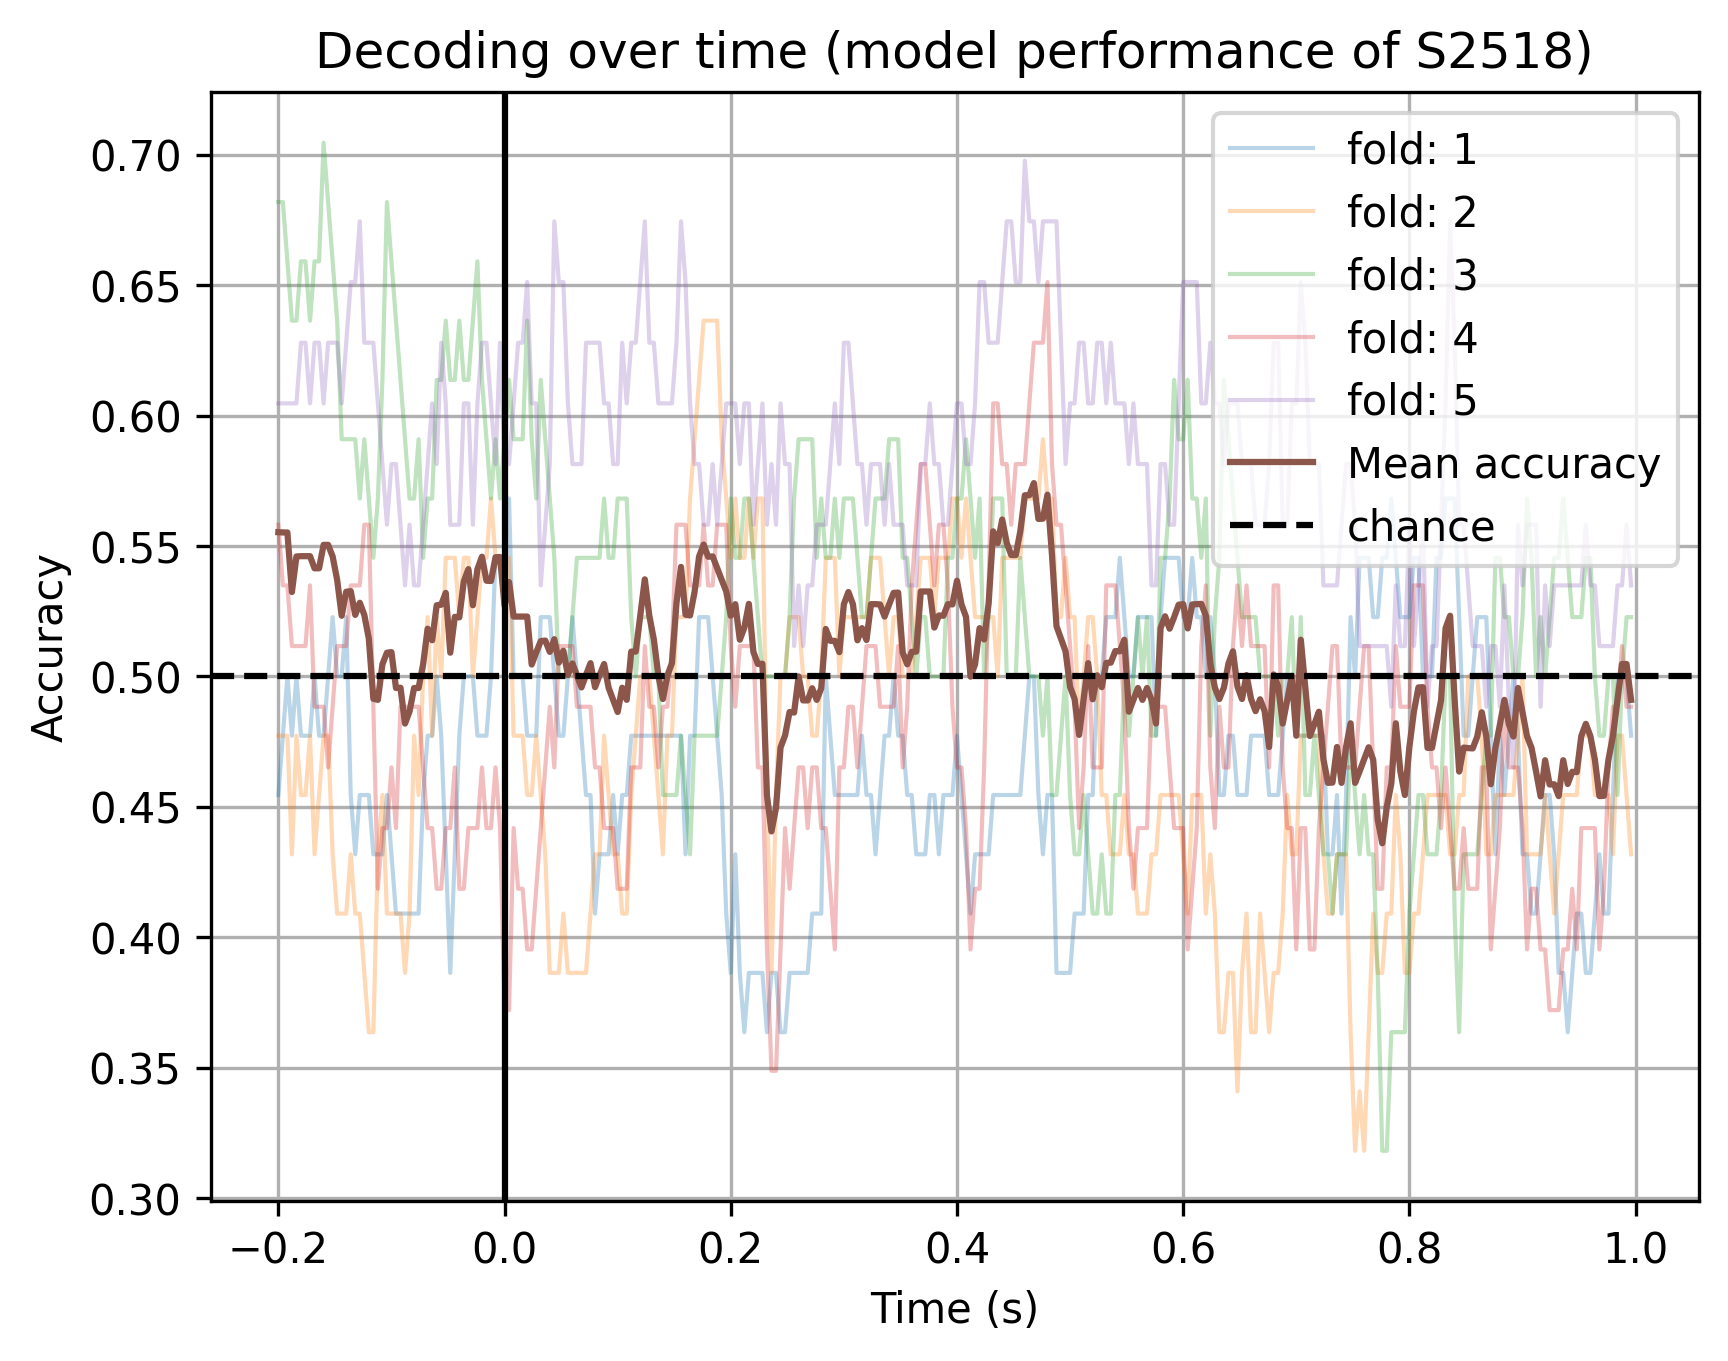 Decoding over time (model performance of S2518)
Accuracy
0.70
0.65
0.60
0.55
0.50
0.45
0.40
0.35
0.30
fold: 1
fold: 2
fold: 3
fold: 4
fold: 5
Mean accuracy
chance
−0.2 0.0 0.2 0.4 0.6 0.8 1.0
Time (s)